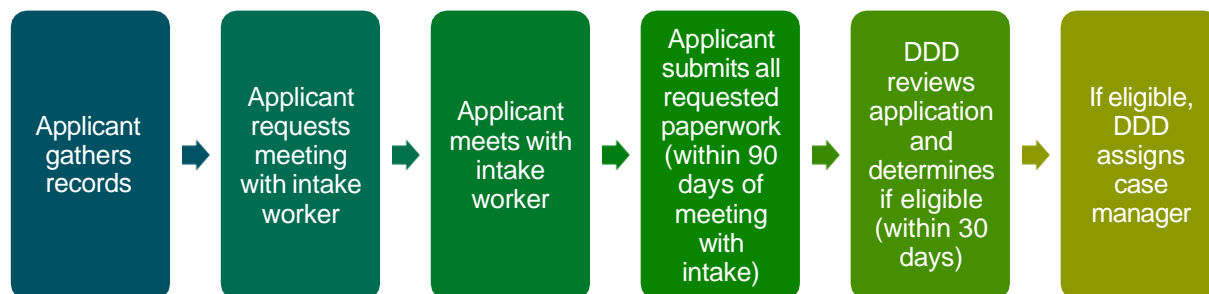 Applicant
gathers
records
Applicant
requests
meeting
with intake
worker
Applicant
meets with
intake
worker
Applicant
submits all
requested
paperwork
(within 90
days of
meeting
with
intake)
DDD
reviews
application
and
determines
if eligible
(within 30
days)
If eligible,
DDD
assigns
case
manager